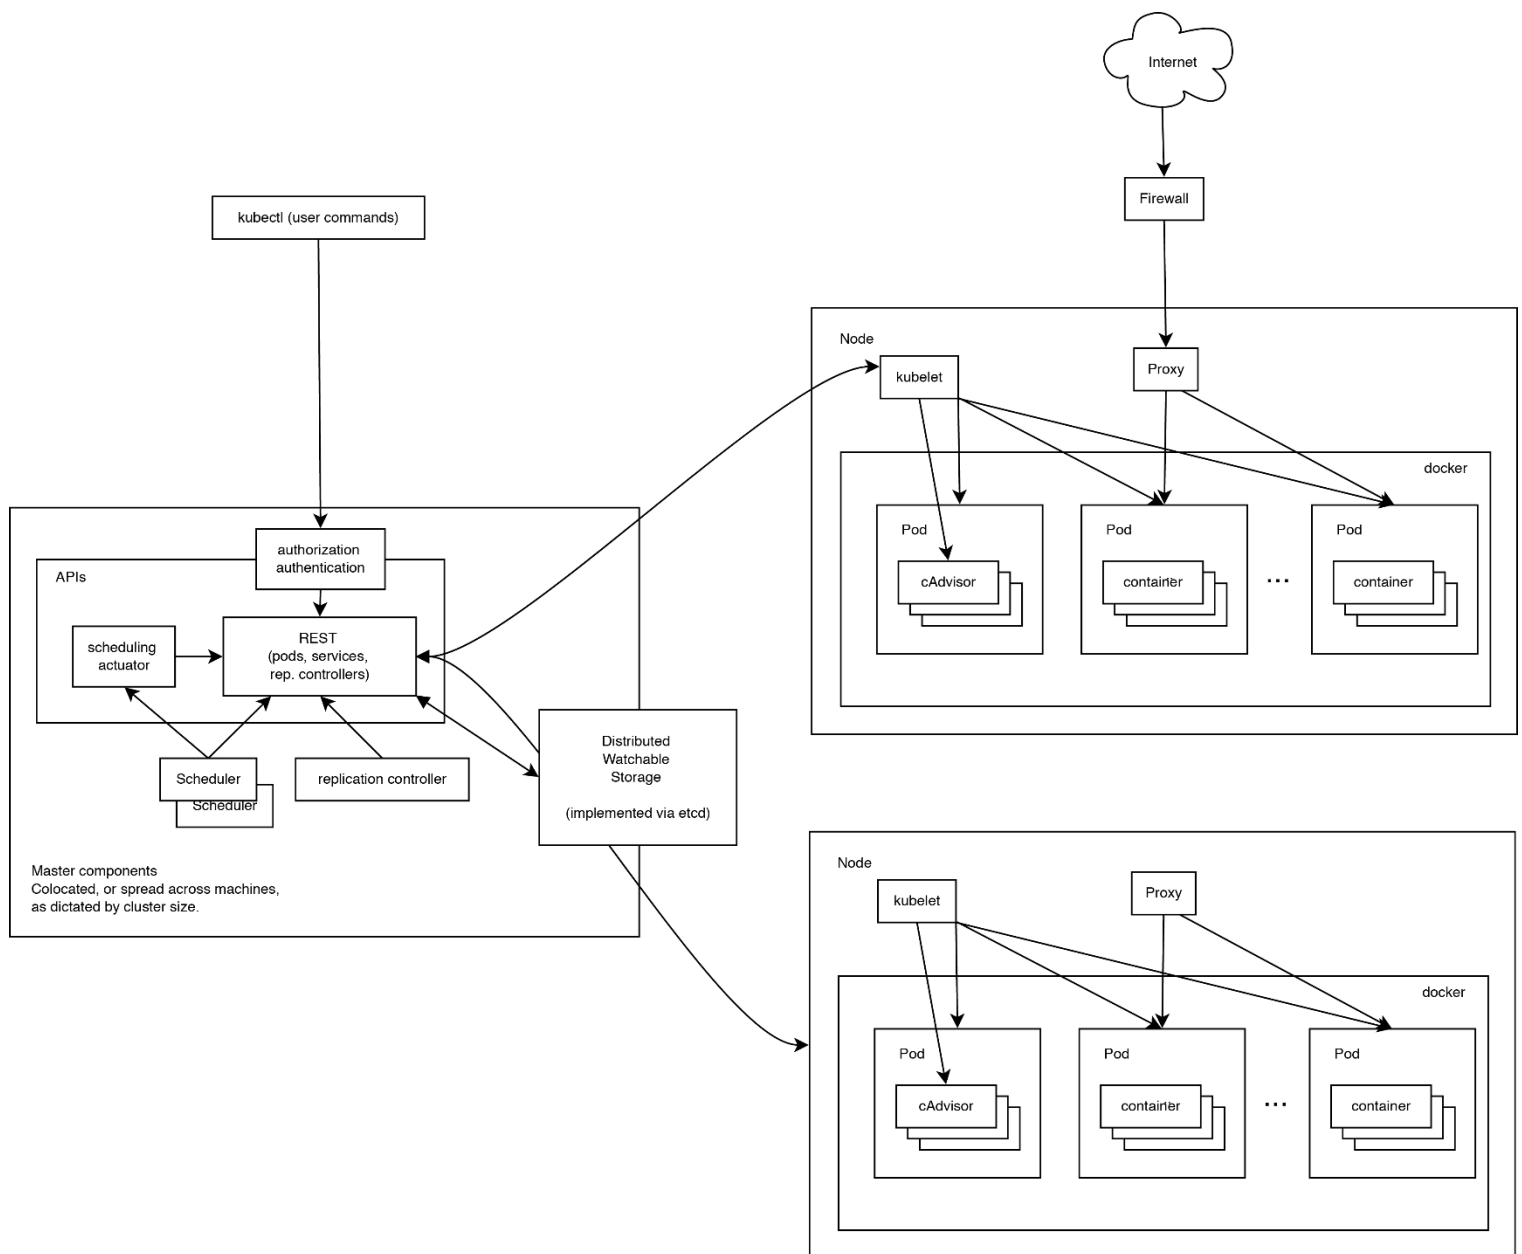 Internet
Firewall
kubectl (user commands)
Node
kubelet
Proxy
docker
Pod
cAdvisor
Pod
container
...
Pod
container
authorization
authentication
APIs
scheduling
actuator
REST
(pods, services,
rep. controllers)
Scheduler
Scheduler
replication controller
Distributed
Watchable
Storage
(implemented via etcd)
Master components
Colocated, or spread across machines,
as dictated by cluster size.
Node
kubelet
Proxy
docker
Pod
cAdvisor
Pod
container
...
Pod
container